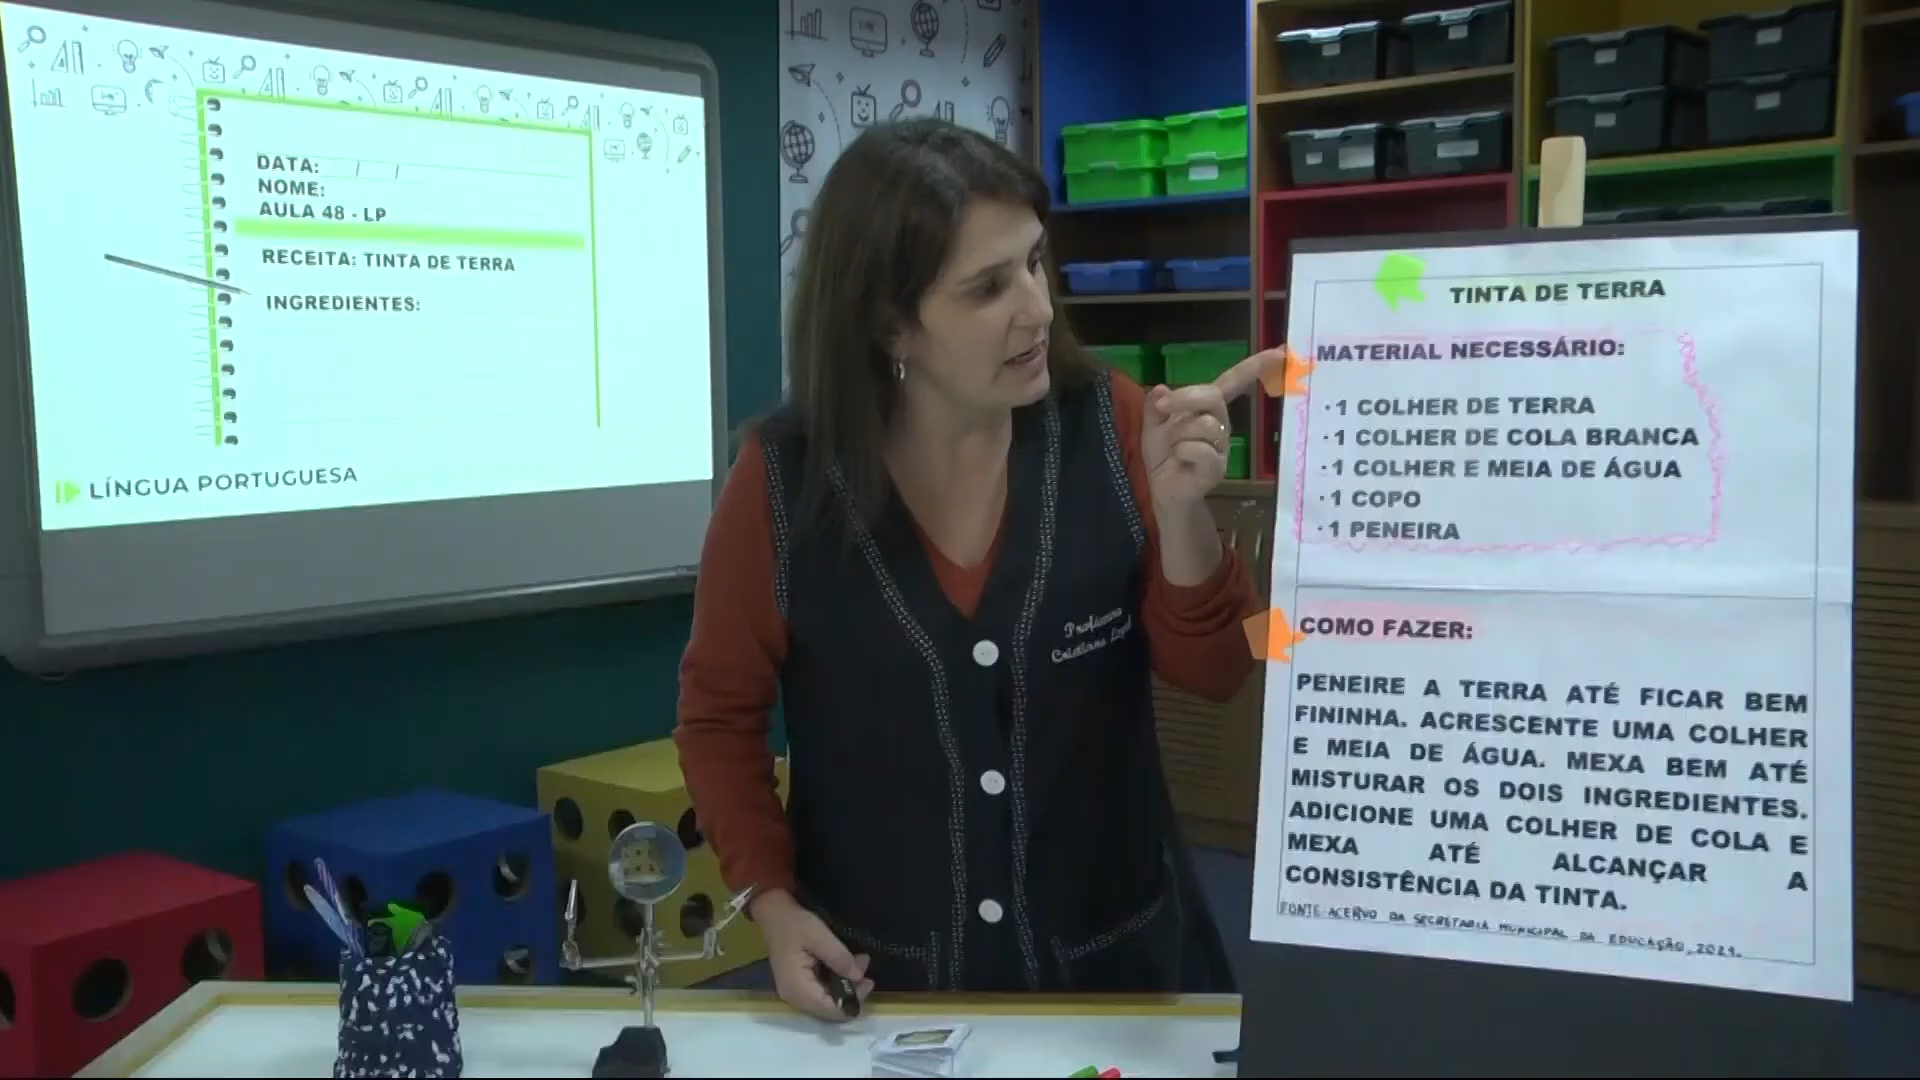 DATA: / /
NOME:
AULA 48 - LP
RECEITA: TINTA DE TERRA
INGREDIENTES:
LÍNGUA PORTUGUESA
TINTA DE TERRA
MATERIAL NECESSÁRIO:
· 1 COLHER DE TERRA
· 1 COLHER DE COLA BRANCA
· 1 COLHER E MEIA DE ÁGUA
· 1 COPO
· 1 PENEIRA
COMO FAZER:
PENEIRE A TERRA ATÉ FICAR BEM
FININHA. ACRESCENTE UMA COLHER
E MEIA DE ÁGUA. MEXA BEM ATÉ
MISTURAR OS DOIS INGREDIENTES.
ADICIONE UMA COLHER DE COLA E
MEXA ATÉ ALCANÇAR A
CONSISTÊNCIA DA TINTA.
FONTE: ACERVO DA SECRETARIA MUNICIPAL DA EDUCAÇÃO, 2021.
Professora